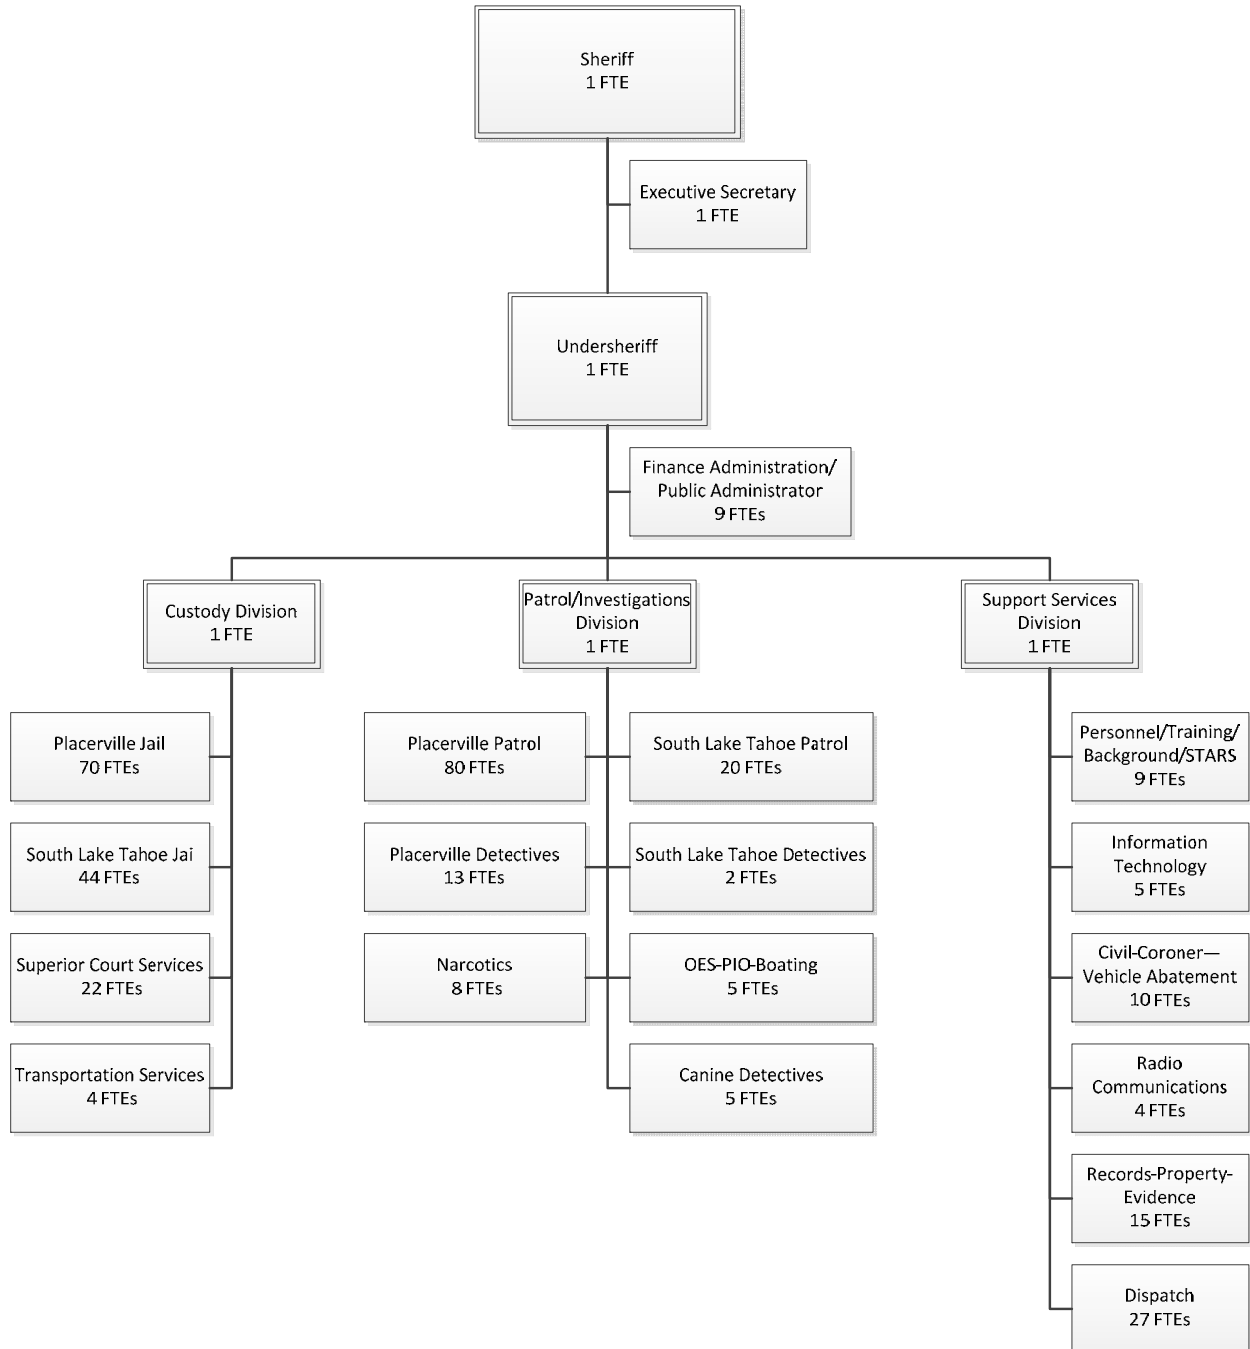 Sheriff
1 FTE
Executive Secretary
1 FTE
Undersheriff
1 FTE
Finance Administration/
Public Administrator
9 FTEs
Custody Division
1 FTE
Patrol/Investigations
Division
1 FTE
Support Services
Division
1 FTE
Placerville Jail
70 FTEs
South Lake Tahoe Jai
44 FTEs
Superior Court Services
22 FTEs
Transportation Services
4 FTEs
Placerville Patrol
80 FTEs
South Lake Tahoe Patrol
20 FTEs
Placerville Detectives
13 FTEs
South Lake Tahoe Detectives
2 FTEs
Narcotics
8 FTEs
OES-PIO-Boating
5 FTEs
Canine Detectives
5 FTEs
Personnel/Training/
Background/STARS
9 FTEs
Information
Technology
5 FTEs
Civil-Coroner—
Vehicle Abatement
10 FTEs
Radio
Communications
4 FTEs
Records-Property-
Evidence
15 FTEs
Dispatch
27 FTEs